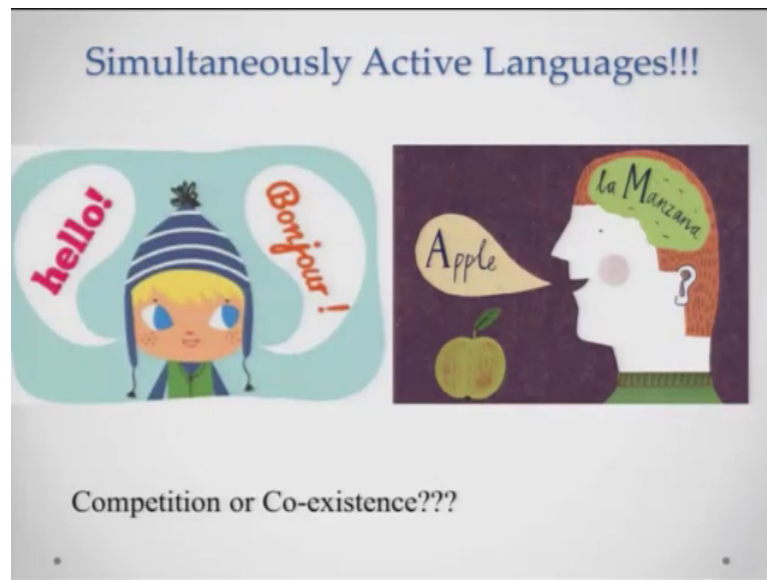 Simultaneously Active Languages!!!
hello!
Bonjour!
Apple
la Manzana
Competition or Co-existence???